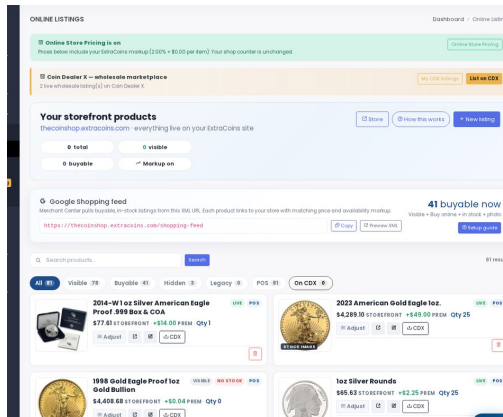 ONLINE LISTINGS
Dashboard / Online Listin
Online Store Pricing is on
Prices below include your ExtraCoins markup (2.00% + $0.00 per item). Your shop counter is unchanged.
Online Store Pricing
Coin Dealer X — wholesale marketplace
2 live wholesale listing(s) on Coin Dealer X.
My CDX listings
List on CDX
Your storefront products
thecoinshop.extracoins.com · everything live on your ExtraCoins site
Store
How this works
+ New listing
0 total
0 visible
0 buyable
Markup on
Google Shopping feed
Merchant Center pulls buyable, in-stock listings from this XML URL. Each product links to your store with matching price and availability markup.
https://thecoinshop.extracoins.com/shopping-feed
Copy
Preview XML
41 buyable now
Visible + Buy online + in stock + photo
Setup guide
Search products...
Search
81 resu
All 81
Visible 78
Buyable 41
Hidden 3
Legacy 0
POS 81
On CDX 0
2014-W 1 oz Silver American Eagle Proof .999 Box & COA
LIVE POS
$77.61 STOREFRONT +$14.00 PREM · Qty 1
Adjust
CDX
2023 American Gold Eagle 1oz.
LIVE POS
$4,289.10 STOREFRONT +$49.00 PREM · Qty 25
Adjust
CDX
STOCK IMAGE
1998 Gold Eagle Proof 1oz Gold Bullion
VISIBLE NO STOCK POS
$4,408.68 STOREFRONT +$0.04 PREM · Qty 0
Adjust
CDX
1oz Silver Rounds
LIVE POS
$65.63 STOREFRONT +$2.25 PREM · Qty 25
Adjust
CDX